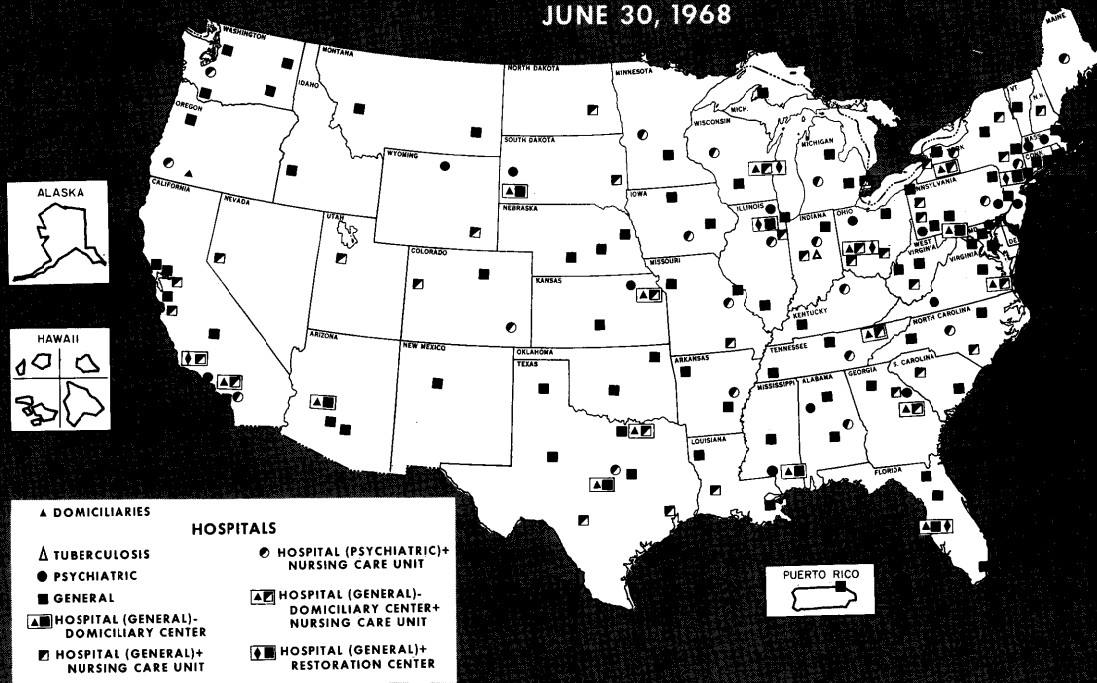 JUNE 30, 1968
WASHINGTON
MONTANA
NORTH DAKOTA
MINNESOTA
MAINE
IDAHO
OREGON
SOUTH DAKOTA
WISCONSIN
MICH.
MICHIGAN
VT.
N.H.
MASS.
CONN.
WYOMING
CALIFORNIA
NEVADA
UTAH
COLORADO
NEBRASKA
IOWA
ILLINOIS
INDIANA
OHIO
WEST
VIRGINIA
VIRGINIA
MD.
DEL.
KANSAS
MISSOURI
KENTUCKY
NORTH CAROLINA
TENNESSEE
S. CAROLINA
ARIZONA
NEW MEXICO
OKLAHOMA
TEXAS
ARKANSAS
MISSISSIPPI
ALABAMA
GEORGIA
LOUISIANA
FLORIDA
ALASKA
HAWAII
PUERTO RICO
DOMICILIARIES
HOSPITALS
TUBERCULOSIS
PSYCHIATRIC
GENERAL
HOSPITAL (GENERAL)-
DOMICILIARY CENTER
HOSPITAL (GENERAL)+
NURSING CARE UNIT
HOSPITAL (PSYCHIATRIC)+
NURSING CARE UNIT
HOSPITAL (GENERAL)-
DOMICILIARY CENTER+
NURSING CARE UNIT
HOSPITAL (GENERAL)+
RESTORATION CENTER